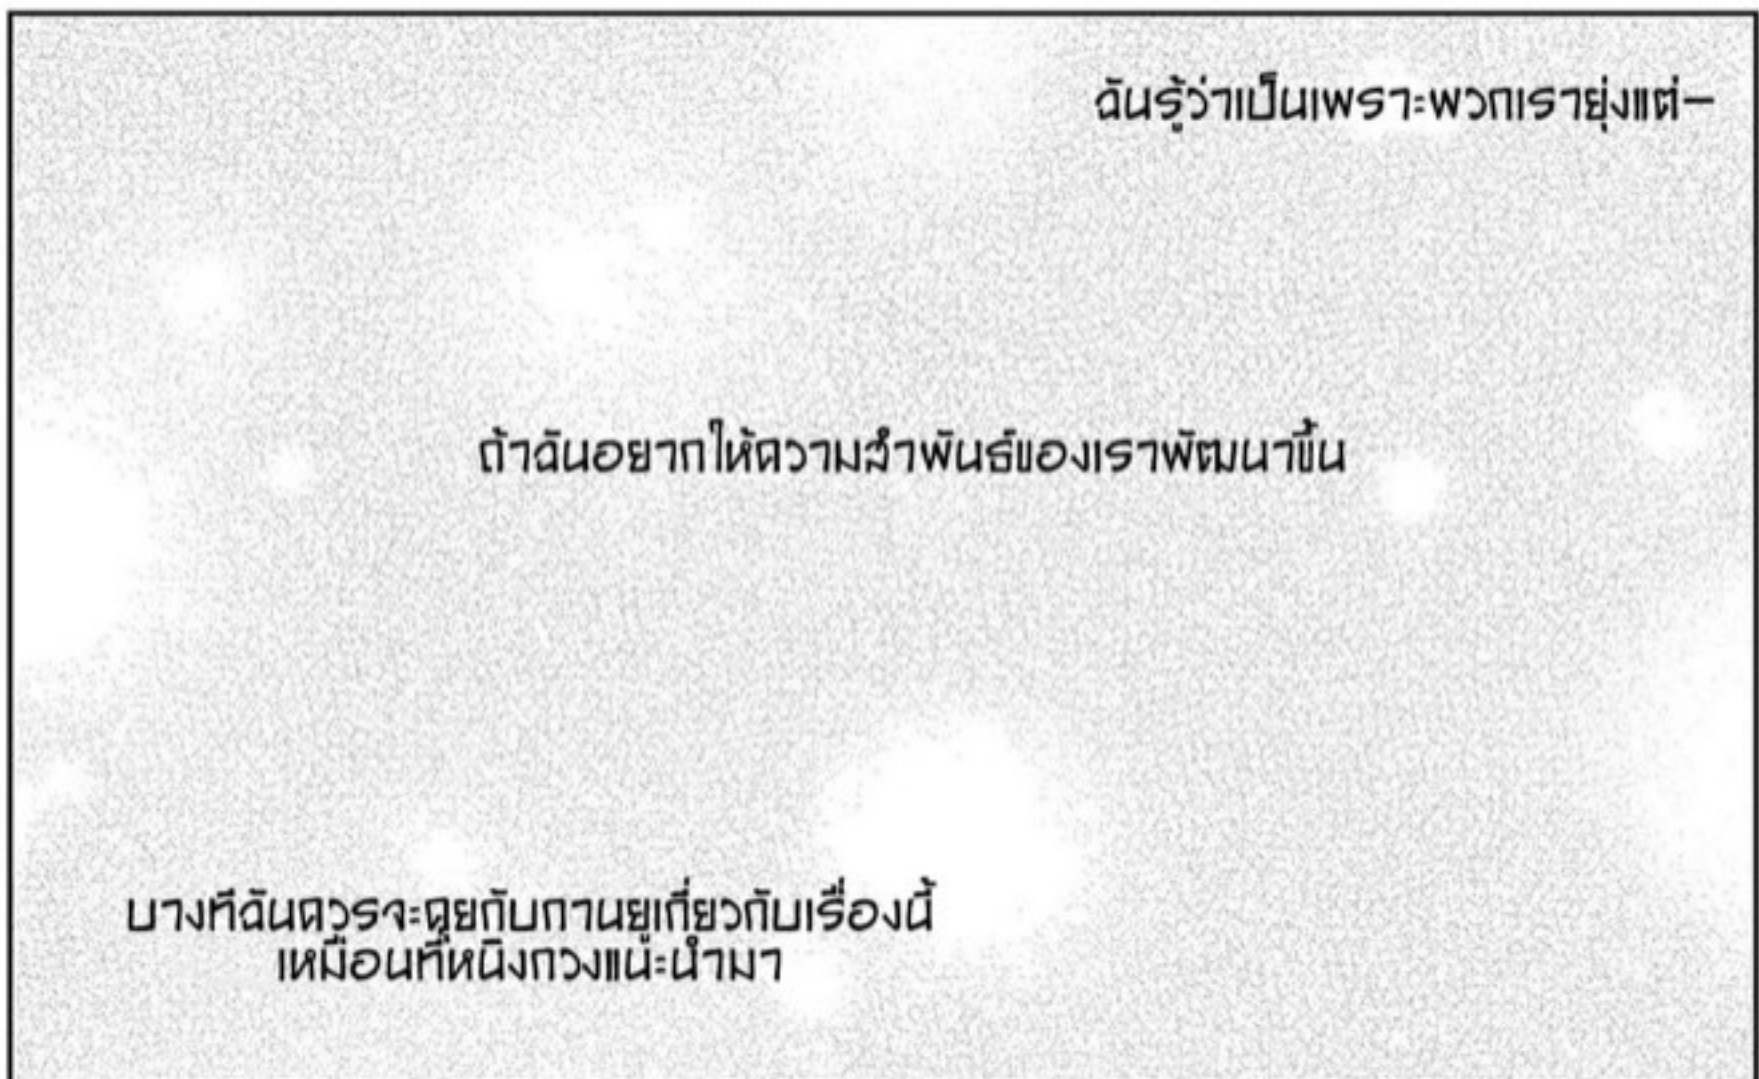 ฉันรู้ว่าเป็นเพราะพวกเรายุ่งแต่—
ถ้าฉันอยากให้ความสำพันธ์ของเราพัฒนาขึ้น
บางทีฉันควรจะคุยกับกานยูเกี่ยวกับเรื่องนี้
เหมือนที่หนิงกวงแนะนำมา